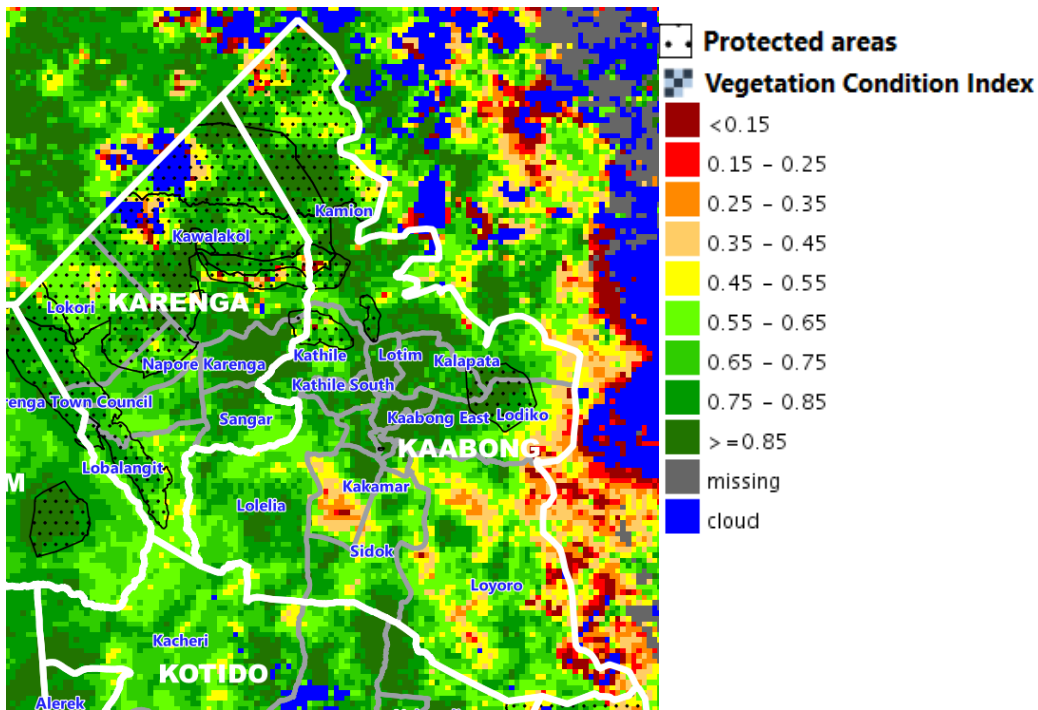 Protected areas
Vegetation Condition Index
<0.15
0.15 - 0.25
0.25 - 0.35
0.35 - 0.45
0.45 - 0.55
0.55 - 0.65
0.65 - 0.75
0.75 - 0.85
>=0.85
missing
cloud
Kamion
Kawalakol
Lokori
KARENGA
Napore Karenga
Kathile
Lotim
Kalapata
Kathile South
renga Town Council
Sangar
Kaabong East
Lodiko
KAABONG
Lobalangit
M
Kakamar
Lolelia
Sidok
Loyoro
Kacheri
KOTIDO
Alerek